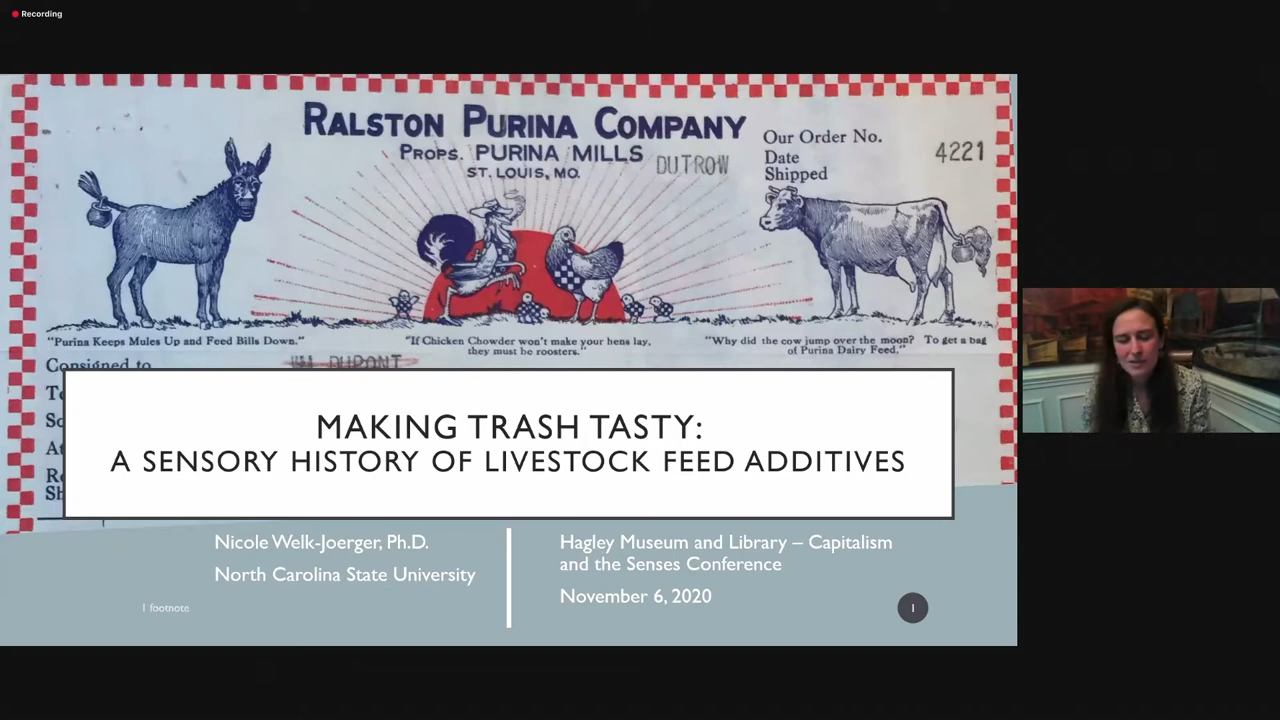 Recording
RALSTON PURINA COMPANY
PROPS. PURINA MILLS
DUTROW
ST. LOUIS, MO.
Our Order No.
4221
Date
Shipped
"Purina Keeps Mules Up and Feed Bills Down."
"If Chicken Chowder won't make your hens lay,
they must be roosters."
"Why did the cow jump over the moon? To get a bag
of Purina Dairy Feed."
Consigned to
DUPONT
MAKING TRASH TASTY:
A SENSORY HISTORY OF LIVESTOCK FEED ADDITIVES
Nicole Welk-Joerger, Ph.D.
North Carolina State University
Hagley Museum and Library – Capitalism
and the Senses Conference
November 6, 2020
1 footnote
1